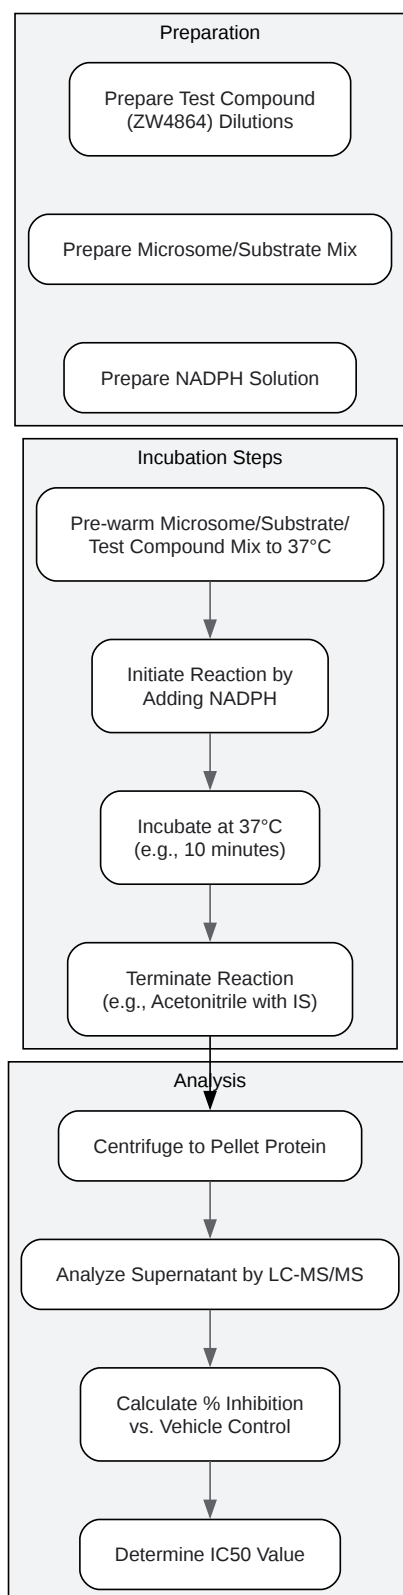 Preparation
Prepare Test Compound
(ZW4864) Dilutions
Prepare Microsome/Substrate Mix
Prepare NADPH Solution
Incubation Steps
Pre-warm Microsome/Substrate/
Test Compound Mix to 37°C
Initiate Reaction by
Adding NADPH
Incubate at 37°C
(e.g., 10 minutes)
Terminate Reaction
(e.g., Acetonitrile with IS)
Analysis
Centrifuge to Pellet Protein
Analyze Supernatant by LC-MS/MS
Calculate % Inhibition
vs. Vehicle Control
Determine IC50 Value